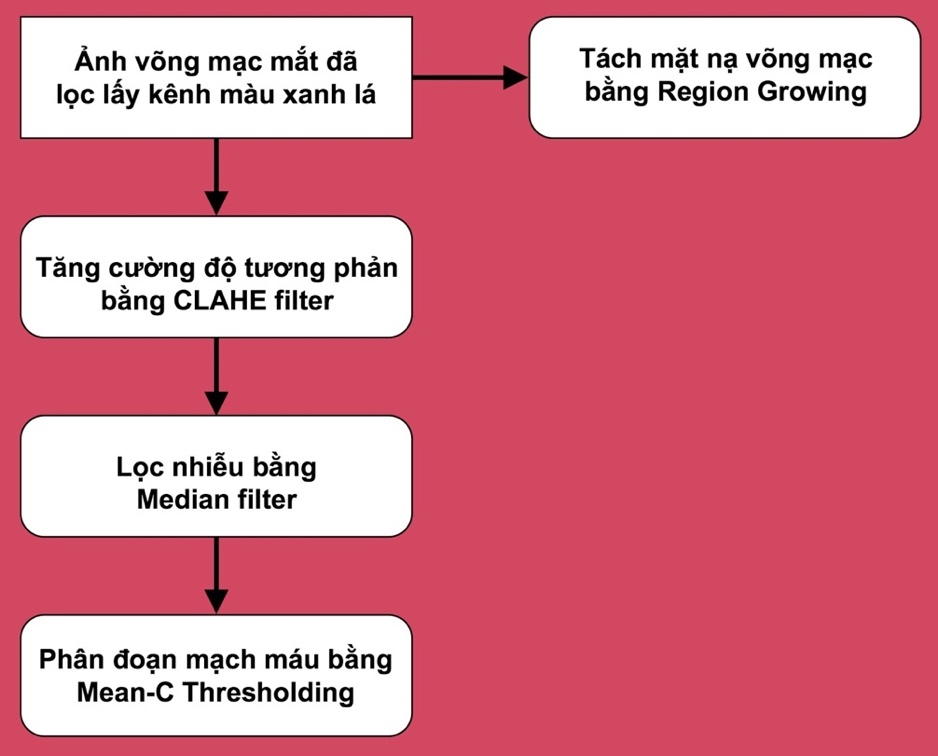 Ảnh võng mạc mắt đã
lọc lấy kênh màu xanh lá
Tách mặt nạ võng mạc
bằng Region Growing
Tăng cường độ tương phản
bằng CLAHE filter
Lọc nhiễu bằng
Median filter
Phân đoạn mạch máu bằng
Mean-C Thresholding